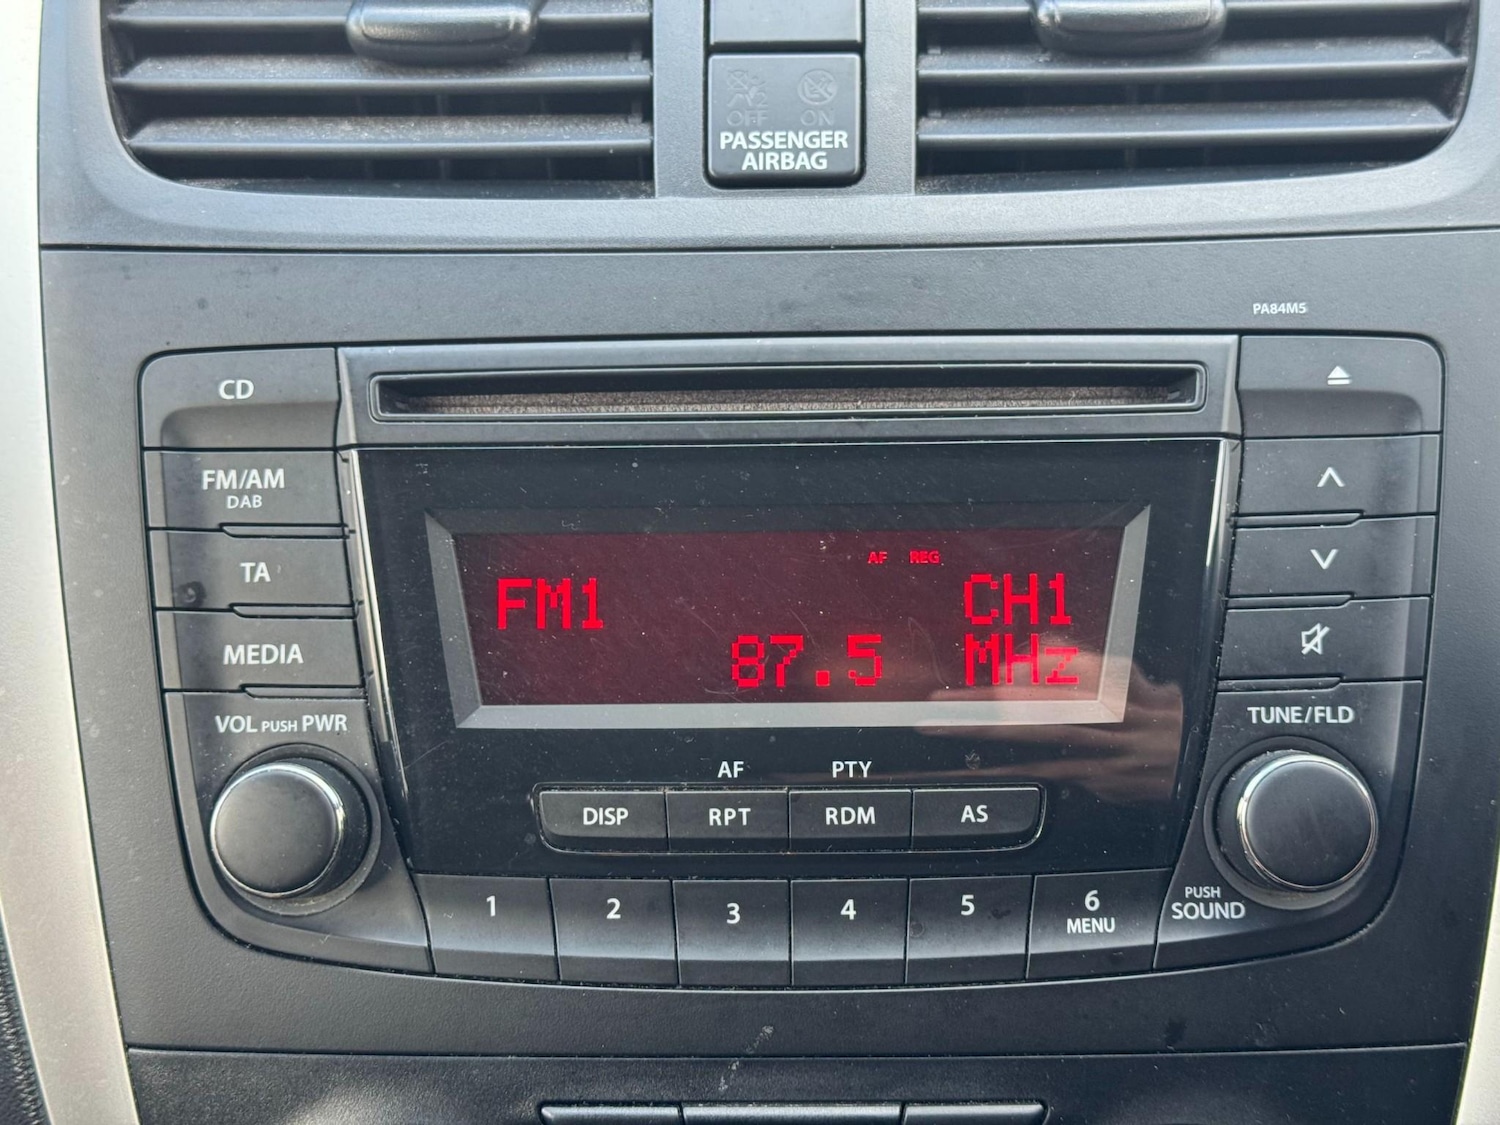 OFF ON
PASSENGER
AIRBAG
PA84M5
CD
FM/AM
DAB
TA
MEDIA
VOL PUSH PWR
AF REG
FM1 CH1
87.5 MHz
TUNE/FLD
AF PTY
DISP RPT RDM AS
1 2 3 4 5 6
MENU
PUSH
SOUND